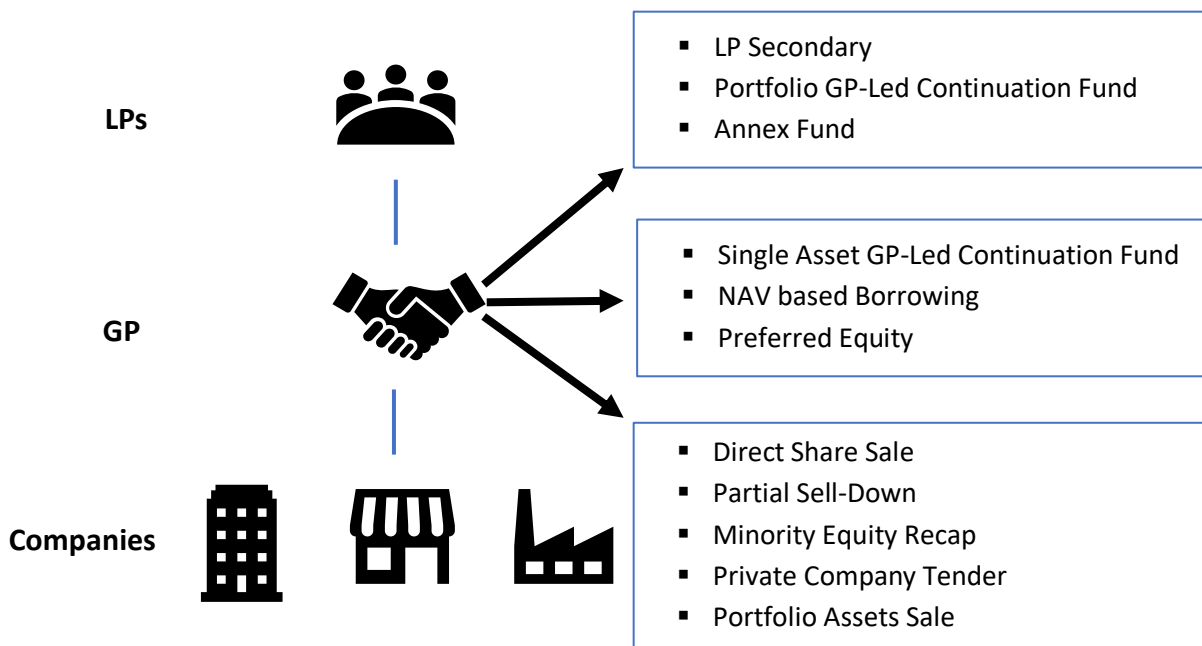 LPs
▪ LP Secondary
▪ Portfolio GP-Led Continuation Fund
▪ Annex Fund
GP
▪ Single Asset GP-Led Continuation Fund
▪ NAV based Borrowing
▪ Preferred Equity
Companies
▪ Direct Share Sale
▪ Partial Sell-Down
▪ Minority Equity Recap
▪ Private Company Tender
▪ Portfolio Assets Sale